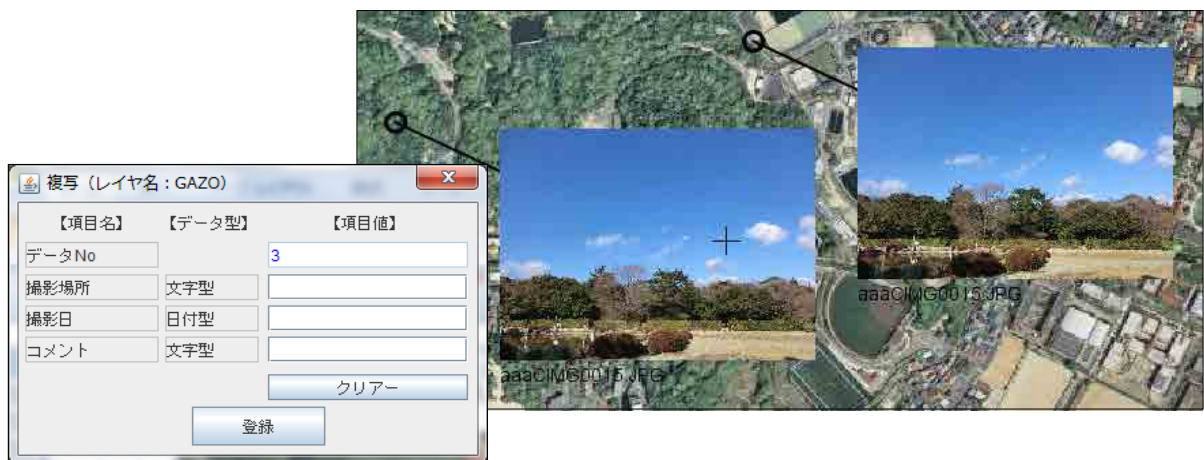 複写（レイヤ名：GAZO）
【項目名】 【データ型】 【項目値】
データNo 3
撮影場所 文字型
撮影日 日付型
コメント 文字型
クリアー
登録
aaaCIMG0015.JPG
aaaCIMG0015.JPG